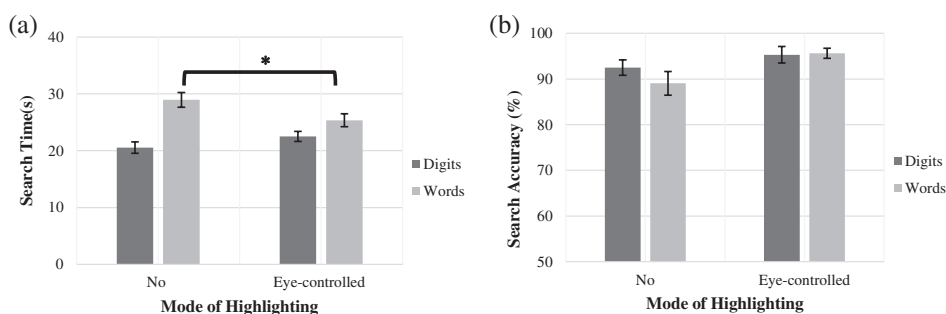 (a)
40
30
20
10
0
Search Time(s)
*
No
Eye-controlled
Mode of Highlighting
Digits
Words
(b)
100
90
80
70
60
50
Search Accuracy (%)
No
Eye-controlled
Mode of Highlighting
Digits
Words